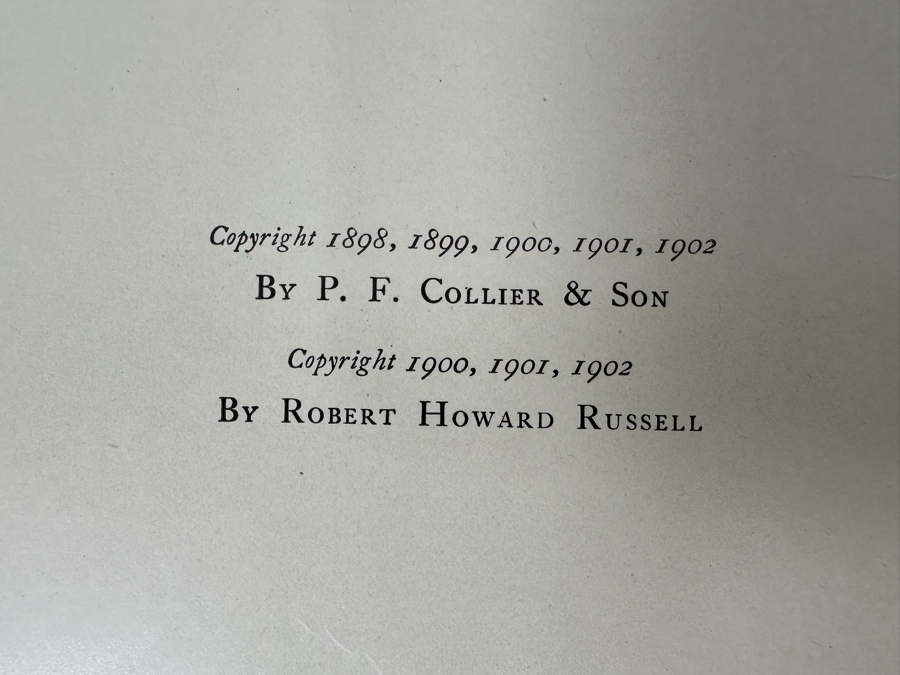 Copyright 1898, 1899, 1900, 1901, 1902
By P. F. Collier & Son
Copyright 1900, 1901, 1902
By Robert Howard Russell